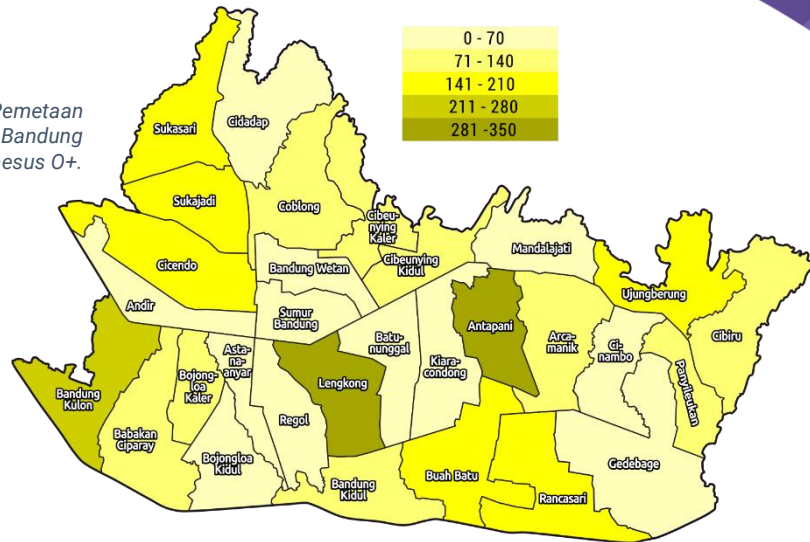 Pemetaan
Bandung
esus O+.
0 - 70
71 - 140
141 - 210
211 - 280
281 -350
Sukasari
Cidadap
Sukajadi
Coblong
Cibeu-
nying
Kaler
Cibeunying
Kidul
Cicendo
Bandung Wetan
Mandalajati
Ujungberung
Andir
Sumur
Bandung
Antapani
Cibiru
Batu-
nunggal
Arca-
manik
Ci-
nambo
Asta-
na-
anyar
Kiara-
condong
Panyileukan
Bojong-
loa
Kaler
Lengkong
Bandung
Kulon
Regol
Babakan
Ciparay
Bojongloa
Kidul
Gedebage
Buah Batu
Bandung
Kidul
Rancasari